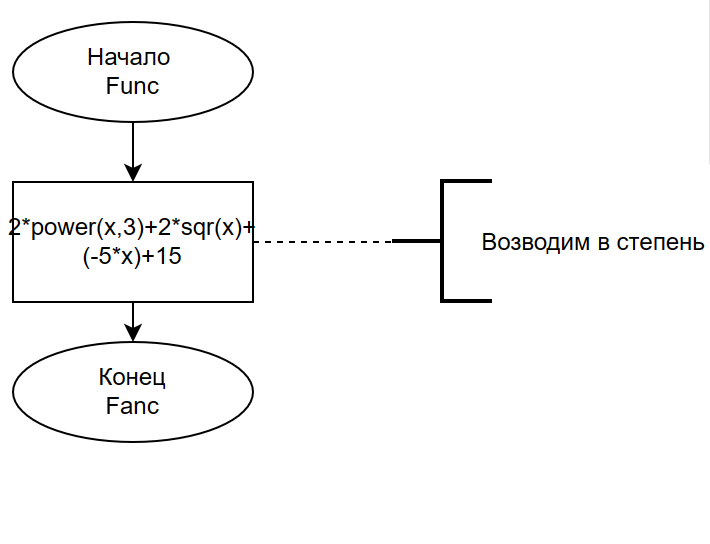 Начало
Func
2*power(x,3)+2*sqr(x)+
(-5*x)+15
Возводим в степень
Конец
Fanc